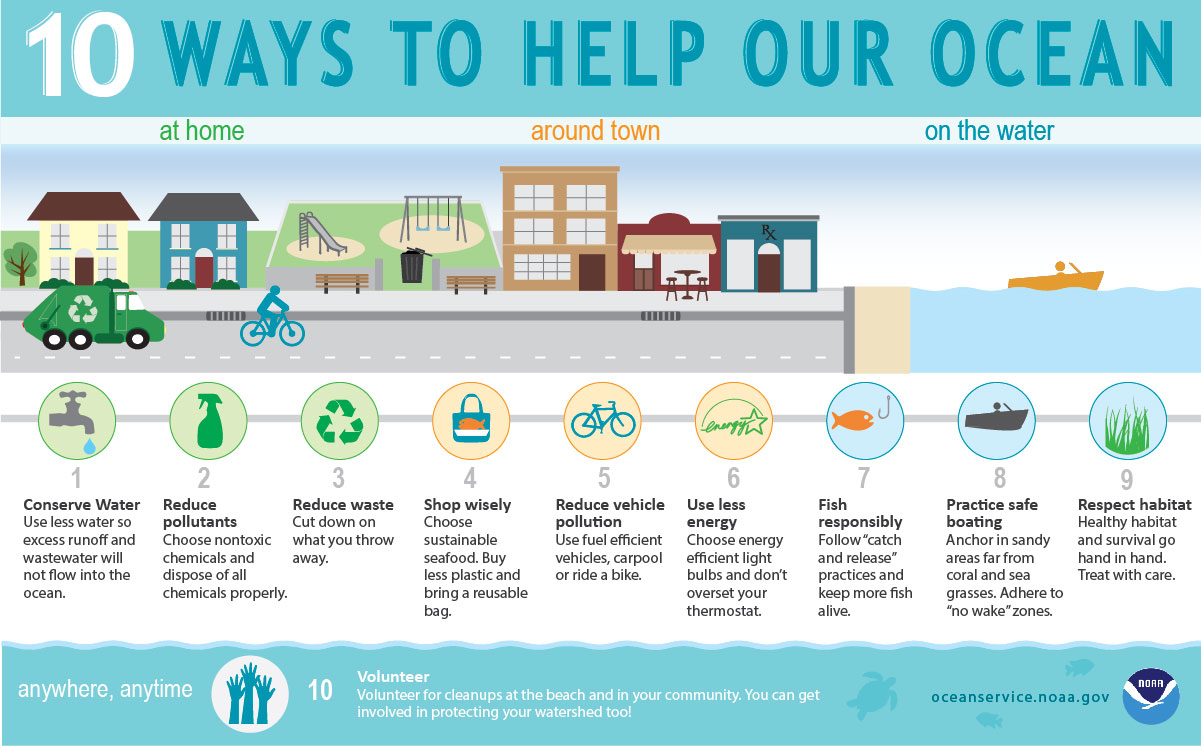 10 WAYS TO HELP OUR OCEAN
at home
around town
on the water
Rx
energy
1
Conserve Water
Use less water so
excess runoff and
wastewater will
not flow into the
ocean.
2
Reduce
pollutants
Choose nontoxic
chemicals and
dispose of all
chemicals properly.
3
Reduce waste
Cut down on
what you throw
away.
4
Shop wisely
Choose
sustainable
seafood. Buy
less plastic and
bring a reusable
bag.
5
Reduce vehicle
pollution
Use fuel efficient
vehicles, carpool
or ride a bike.
6
Use less
energy
Choose energy
efficient light
bulbs and don't
overset your
thermostat.
7
Fish
responsibly
Follow “catch
and release”
practices and
keep more fish
alive.
8
Practice safe
boating
Anchor in sandy
areas far from
coral and sea
grasses. Adhere to
“no wake” zones.
9
Respect habitat
Healthy habitat
and survival go
hand in hand.
Treat with care.
anywhere, anytime
10
Volunteer
Volunteer for cleanups at the beach and in your community. You can get
involved in protecting your watershed too!
oceanservice.noaa.gov
NOAA